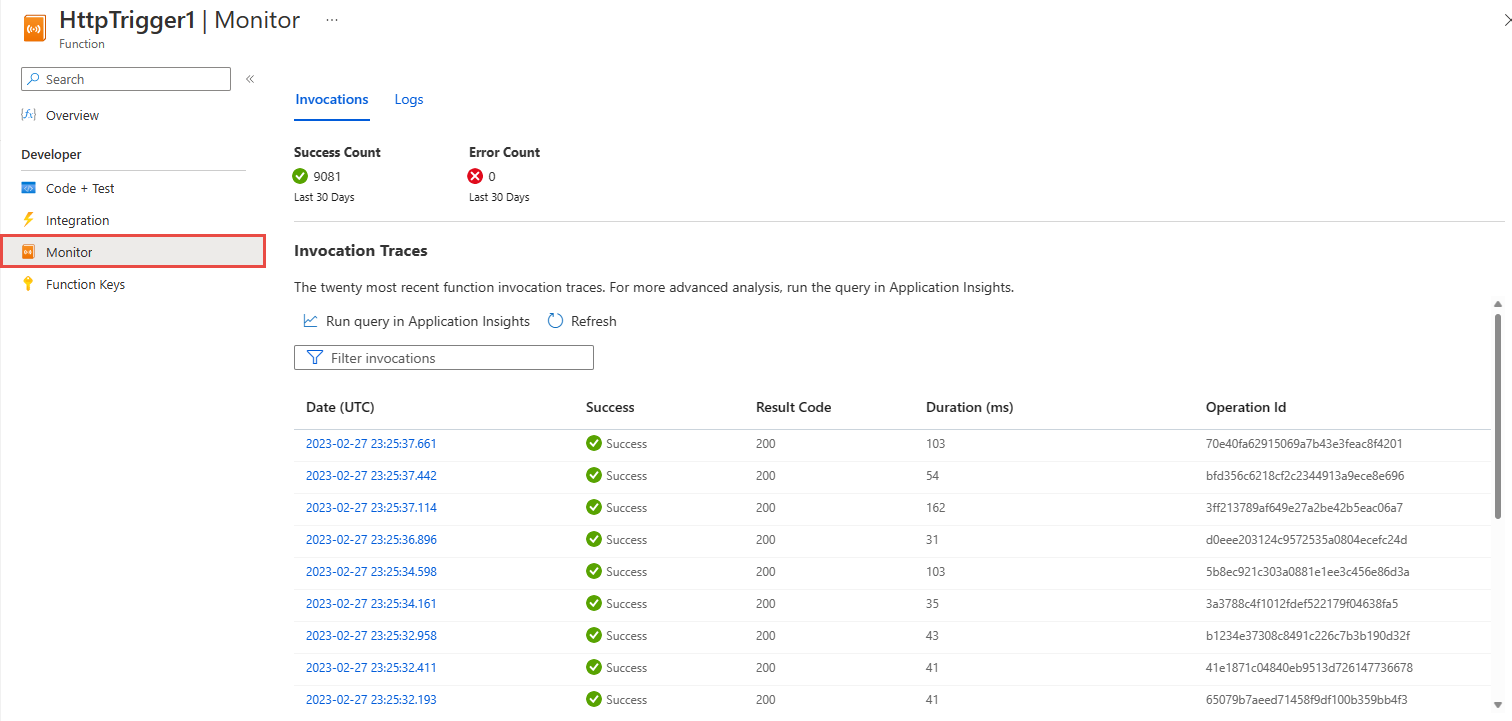 HttpTrigger1 | Monitor ...
Function
Search «
Overview
Developer
Code + Test
Integration
Monitor
Function Keys
Invocations Logs
Success Count Error Count
9081 0
Last 30 Days Last 30 Days
Invocation Traces
The twenty most recent function invocation traces. For more advanced analysis, run the query in Application Insights.
Run query in Application Insights Refresh
Filter invocations
Date (UTC) Success Result Code Duration (ms) Operation Id
2023-02-27 23:25:37.661 Success 200 103 70e40fa62915069a7b43e3feac8f4201
2023-02-27 23:25:37.442 Success 200 54 bfd356c6218cf2c2344913a9ece8e696
2023-02-27 23:25:37.114 Success 200 162 3ff213789af649e27a2be42b5eac06a7
2023-02-27 23:25:36.896 Success 200 31 d0eee203124c9572535a0804ecefc24d
2023-02-27 23:25:34.598 Success 200 103 5b8ec921c303a0881e1ee3c456e86d3a
2023-02-27 23:25:34.161 Success 200 35 3a3788c4f1012fdef522179f04638fa5
2023-02-27 23:25:32.958 Success 200 43 b1234e37308c8491c226c7b3b190d32f
2023-02-27 23:25:32.411 Success 200 41 41e1871c04840eb9513d726147736678
2023-02-27 23:25:32.193 Success 200 41 65079b7aeed71458f9df100b359bb4f3